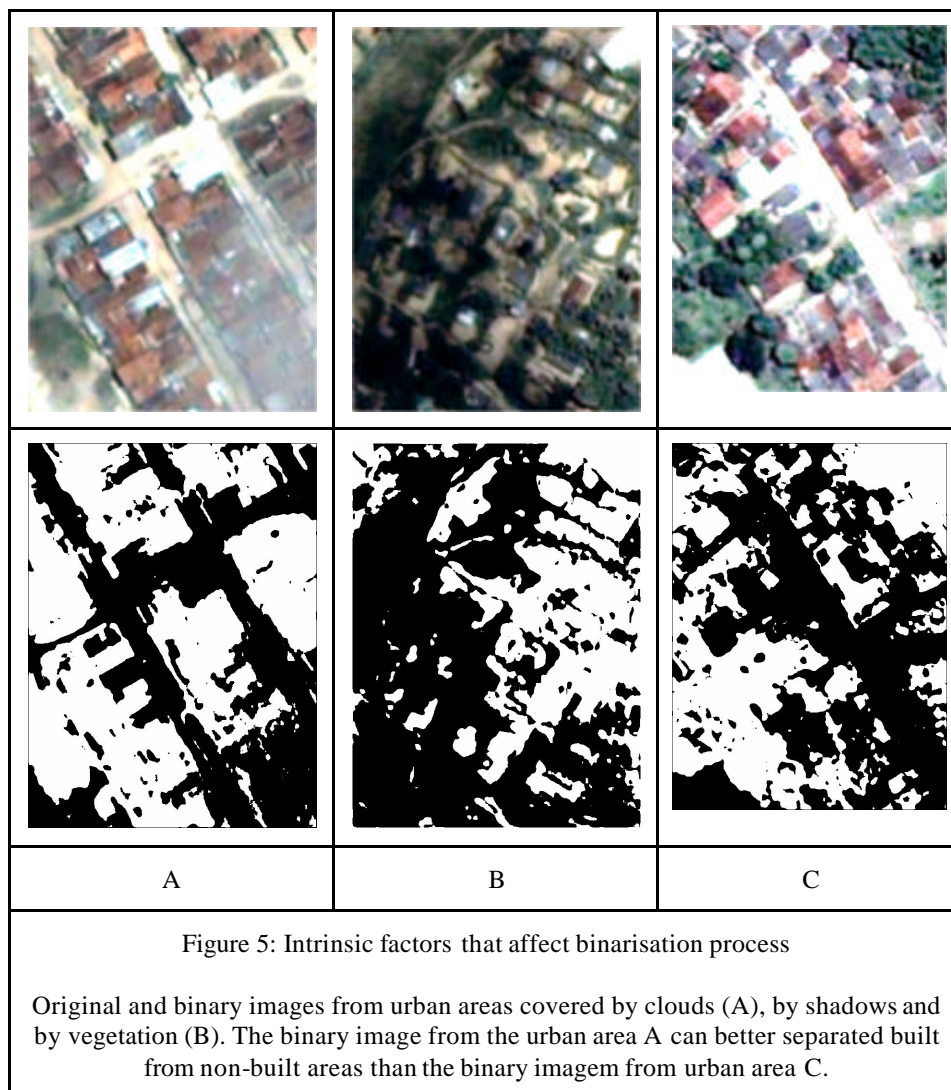 A
B
C
Figure 5: Intrinsic factors that affect binarisation process
Original and binary images from urban areas covered by clouds (A), by shadows and
by vegetation (B). The binary image from the urban area A can better separated built
from non-built areas than the binary imagem from urban area C.